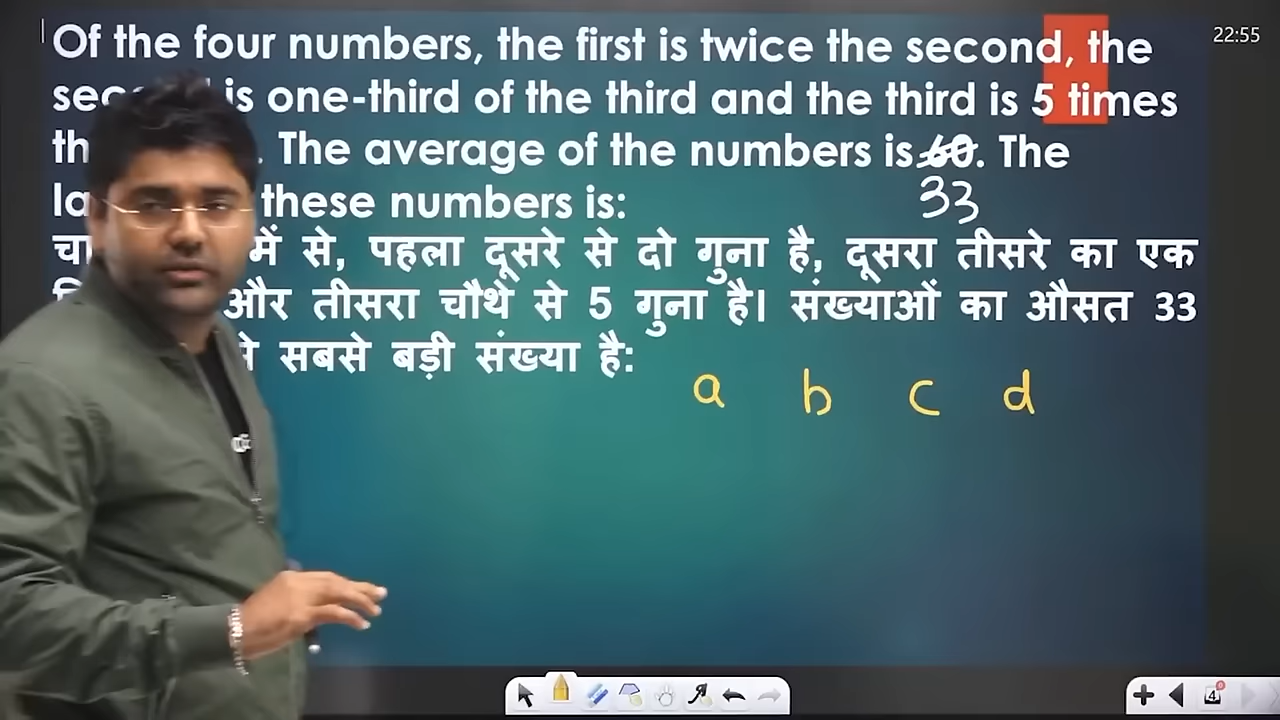 Of the four numbers, the first is twice the second, the
is one-third of the third and the third is 5 times
. The average of the numbers is 60. The
33
these numbers is:
में से, पहला दूसरे से दो गुना है, दूसरा तीसरे का एक
और तीसरा चौथे से 5 गुना है। संख्याओं का औसत 33
सबसे बड़ी संख्या है:
a b c d
22:55
4